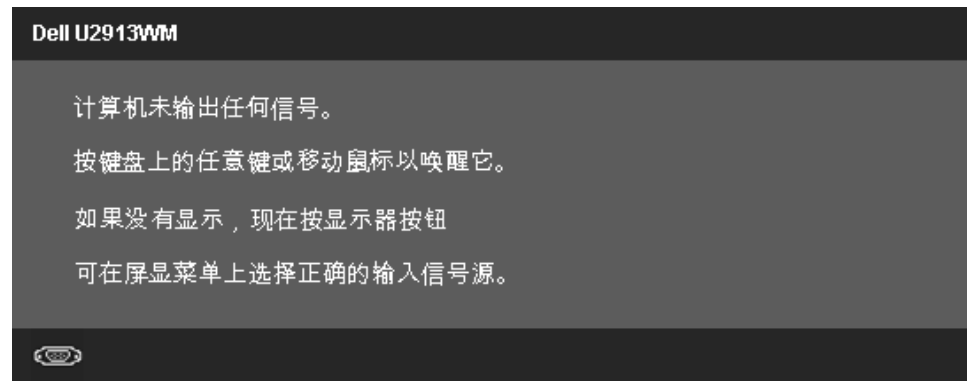 Dell U2913WM
计算机未输出任何信号。
按键盘上的任意键或移动鼠标以唤醒它。
如果没有显示，现在按显示器按钮
可在屏显菜单上选择正确的输入信号源。